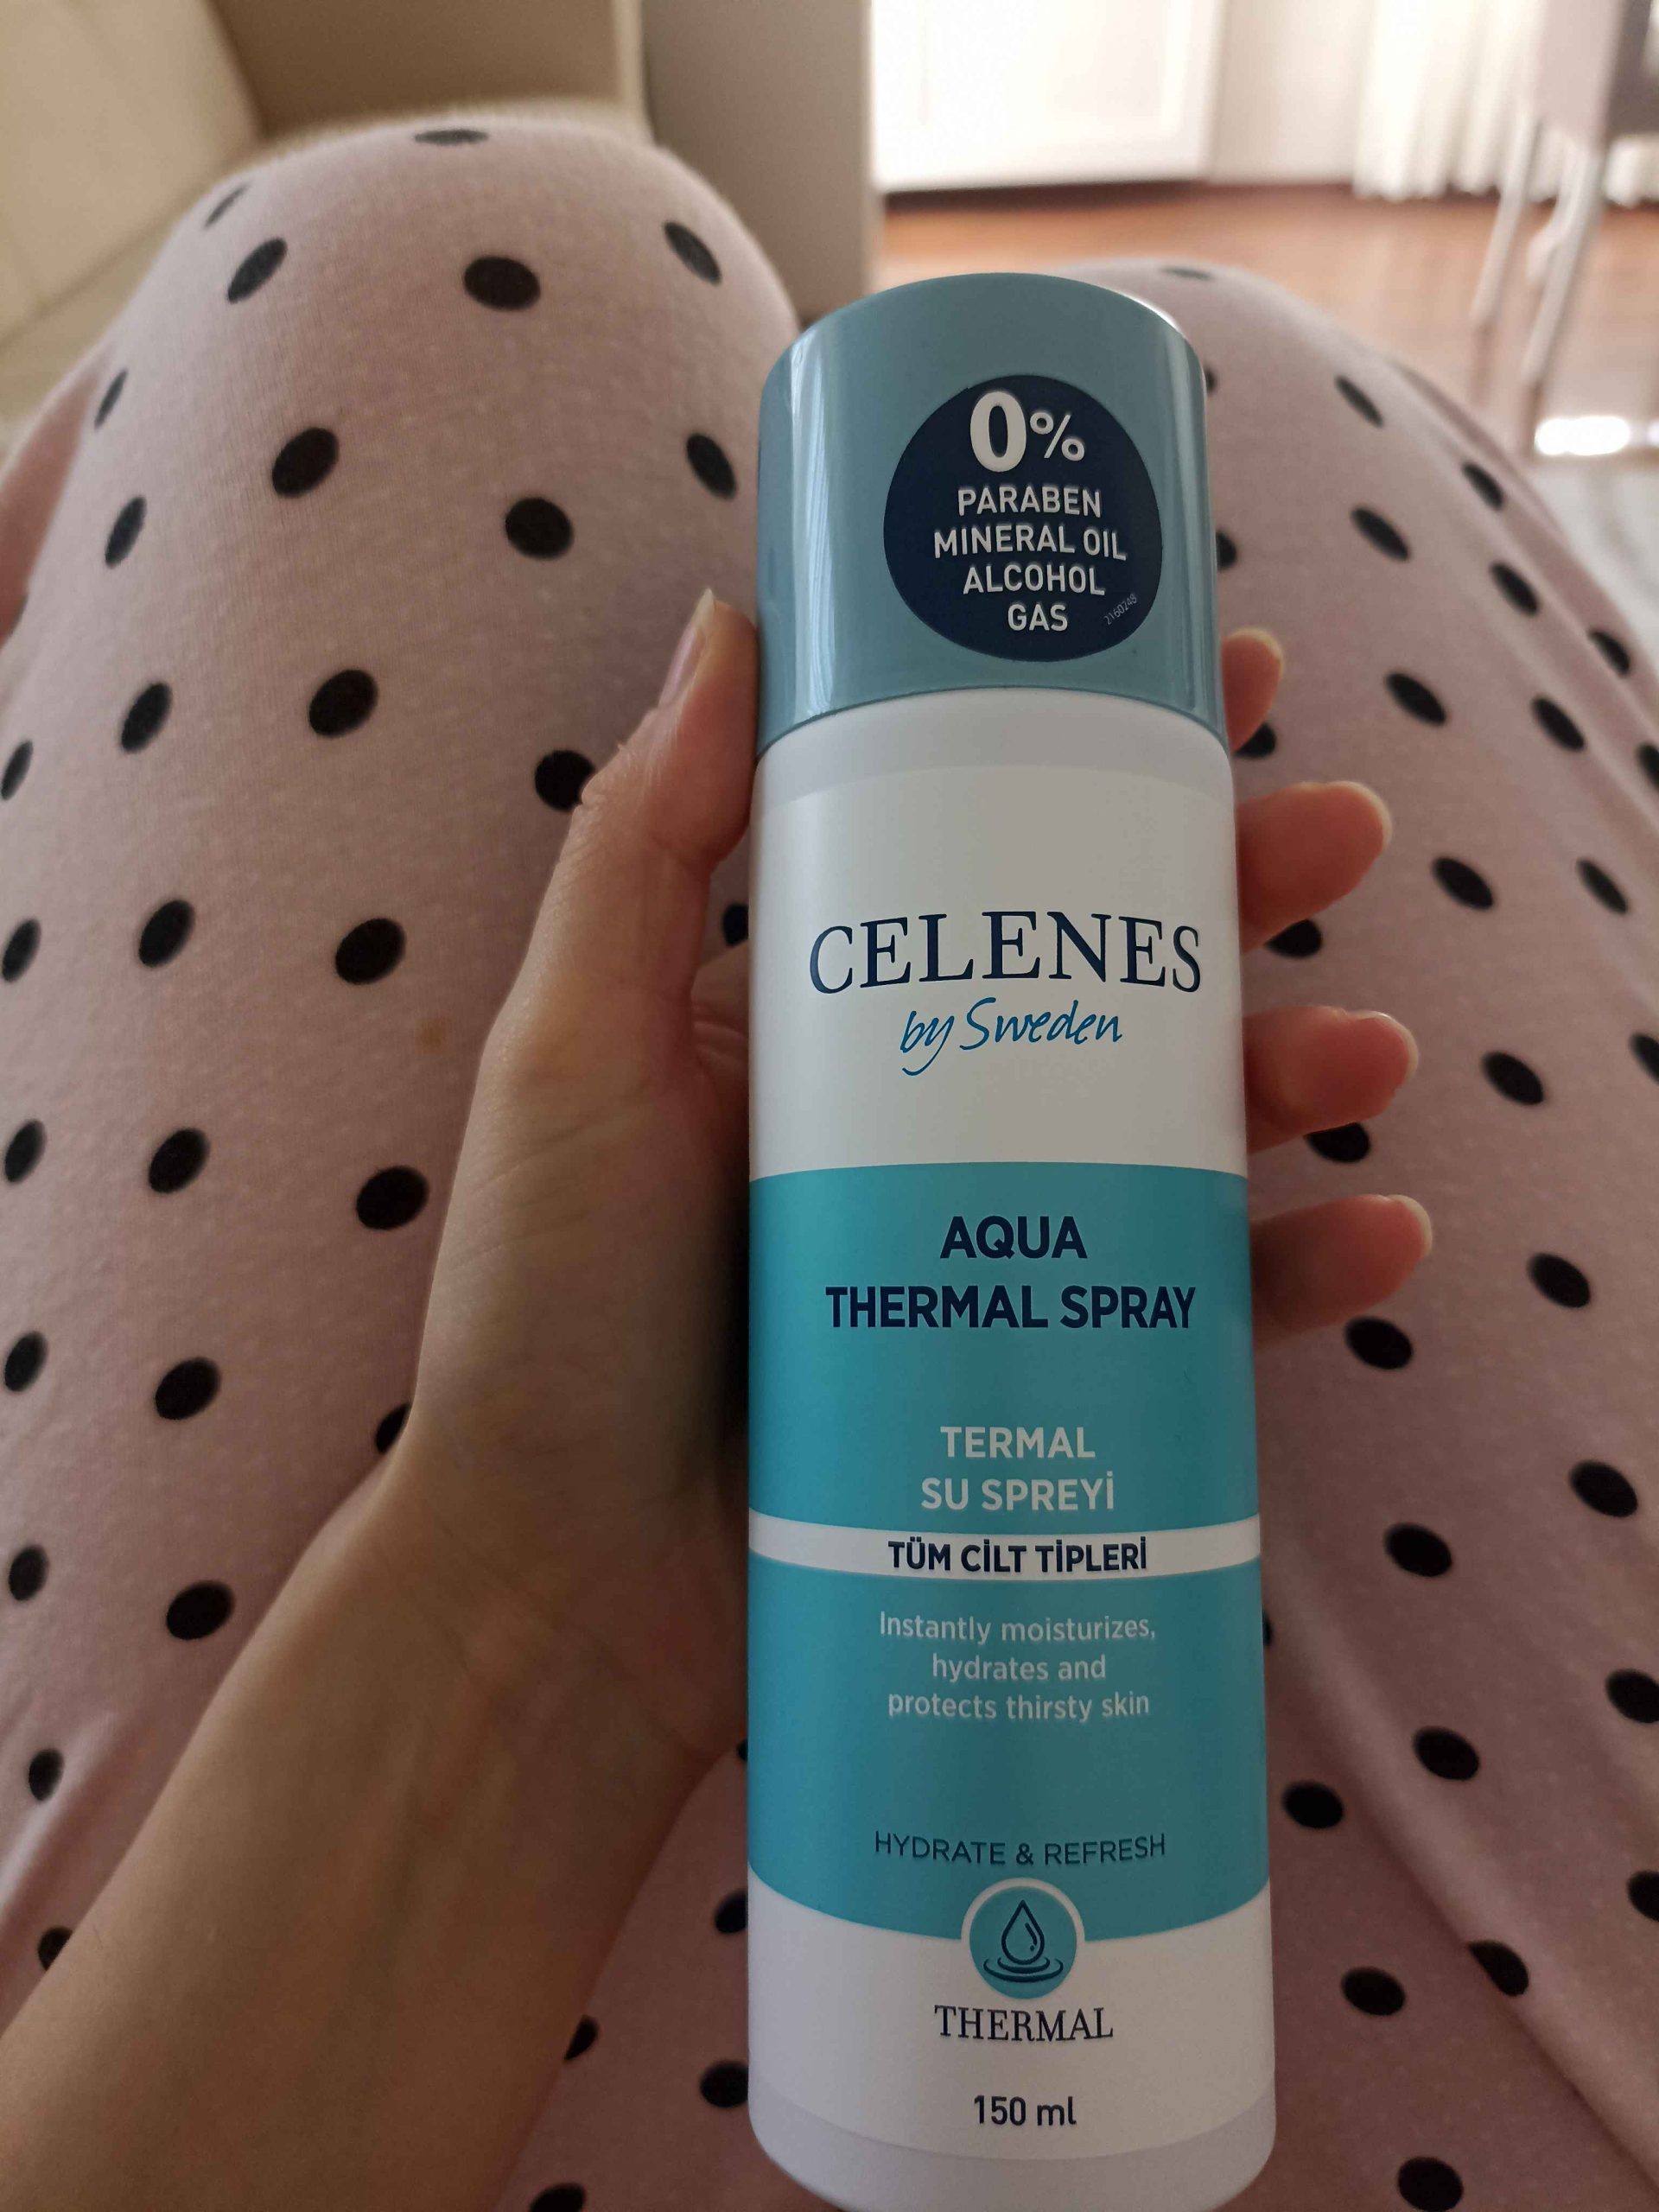 0%
PARABEN
MINERAL OIL
ALCOHOL
GAS
2160248
CELENES
by Sweden
AQUA
THERMAL SPRAY
TERMAL
SU SPREYİ
TÜM CİLT TİPLERİ
Instantly moisturizes,
hydrates and
protects thirsty skin
HYDRATE & REFRESH
THERMAL
150 ml